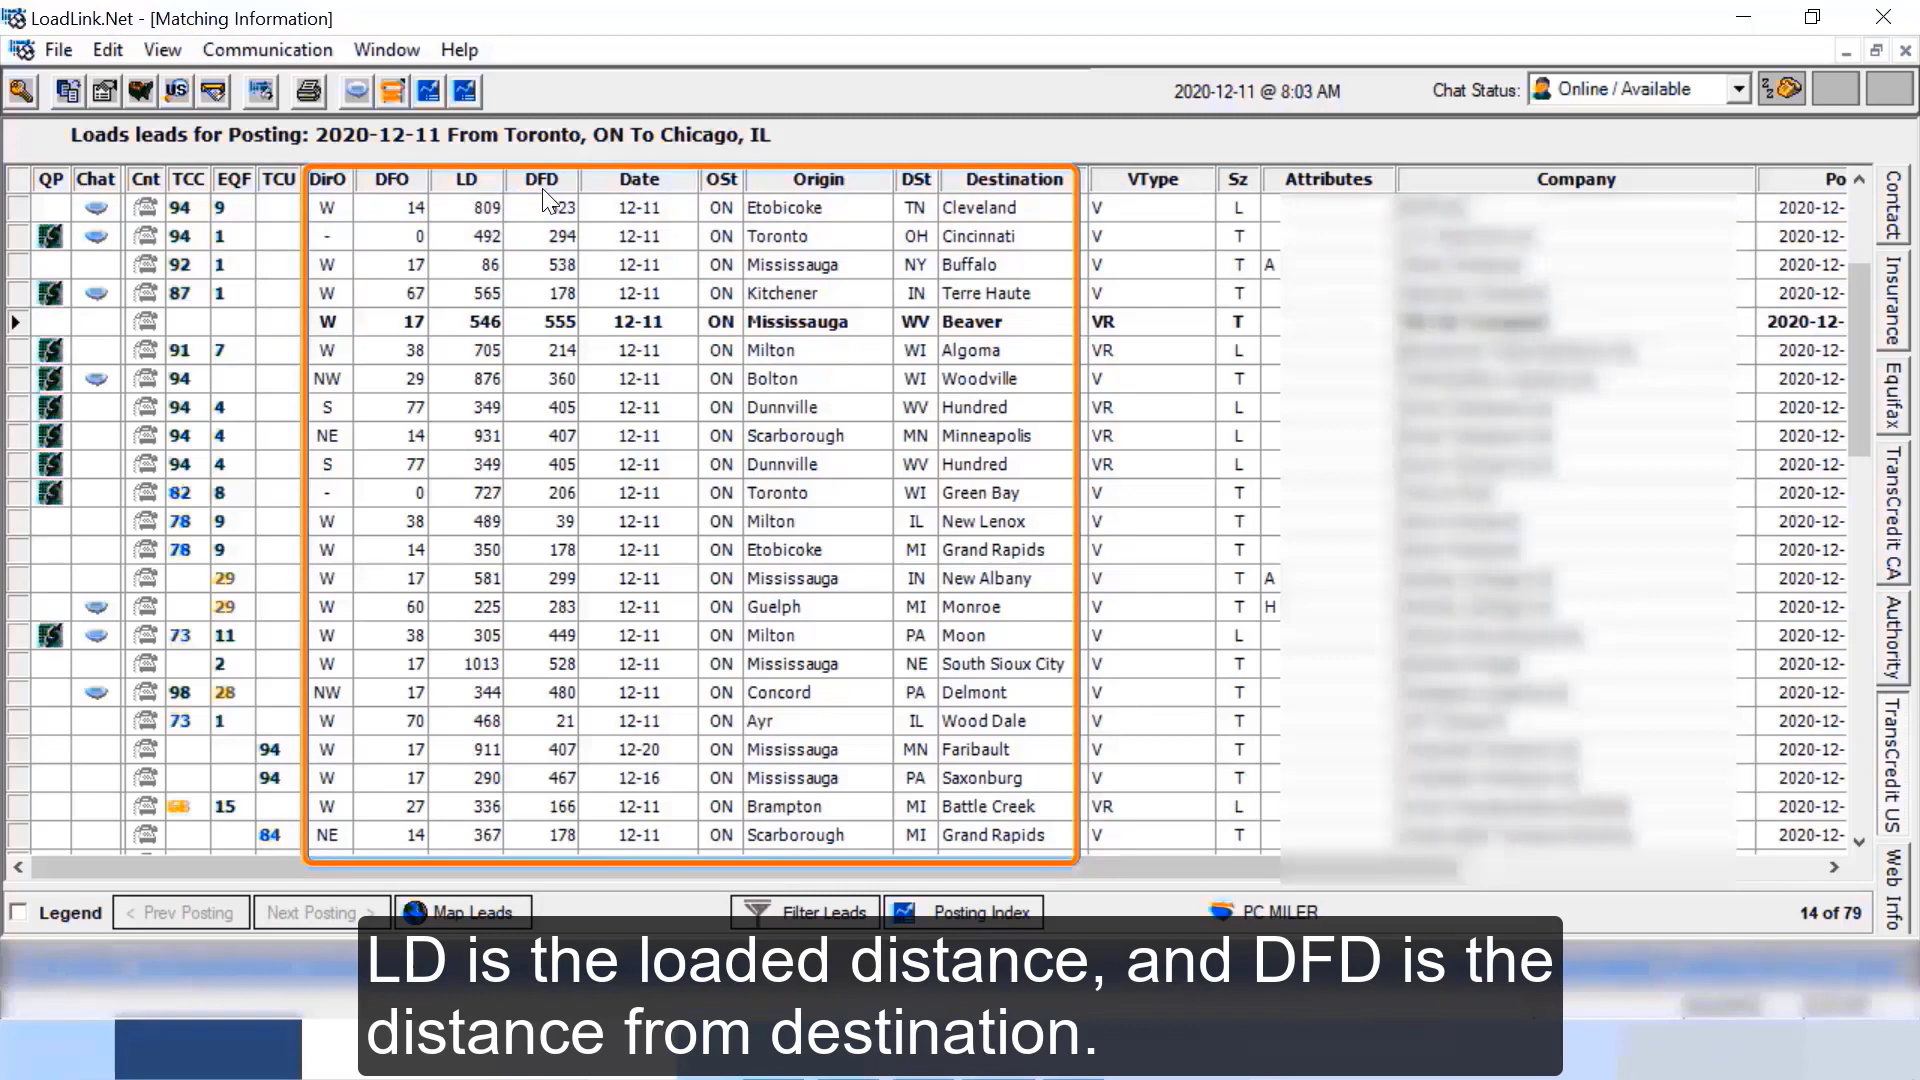 LoadLink.Net - [Matching Information]
File Edit View Communication Window Help
2020-12-11 @ 8:03 AM Chat Status: Online / Available
Loads leads for Posting: 2020-12-11 From Toronto, ON To Chicago, IL
QP Chat Cnt TCC EQF TCU DirO DFO LD DFD Date OSt Origin DSt Destination VType Sz Attributes Company Po
94 9 W 14 809 23 12-11 ON Etobicoke TN Cleveland V L 2020-12-
94 1 - 0 492 294 12-11 ON Toronto OH Cincinnati V T 2020-12-
92 1 W 17 86 538 12-11 ON Mississauga NY Buffalo V T A 2020-12-
87 1 W 67 565 178 12-11 ON Kitchener IN Terre Haute V T 2020-12-
W 17 546 555 12-11 ON Mississauga WV Beaver VR T 2020-12-
91 7 W 38 705 214 12-11 ON Milton WI Algoma VR L 2020-12-
94 NW 29 876 360 12-11 ON Bolton WI Woodville V T 2020-12-
94 4 S 77 349 405 12-11 ON Dunnville WV Hundred VR L 2020-12-
94 4 NE 14 931 407 12-11 ON Scarborough MN Minneapolis VR L 2020-12-
94 4 S 77 349 405 12-11 ON Dunnville WV Hundred VR L 2020-12-
82 8 - 0 727 206 12-11 ON Toronto WI Green Bay V T 2020-12-
78 9 W 38 489 39 12-11 ON Milton IL New Lenox V T 2020-12-
78 9 W 14 350 178 12-11 ON Etobicoke MI Grand Rapids V T 2020-12-
29 W 17 581 299 12-11 ON Mississauga IN New Albany V T A 2020-12-
29 W 60 225 283 12-11 ON Guelph MI Monroe V T H 2020-12-
73 11 W 38 305 449 12-11 ON Milton PA Moon V L 2020-12-
2 W 17 1013 528 12-11 ON Mississauga NE South Sioux City V T 2020-12-
98 28 NW 17 344 480 12-11 ON Concord PA Delmont V T 2020-12-
73 1 W 70 468 21 12-11 ON Ayr IL Wood Dale V T 2020-12-
94 W 17 911 407 12-20 ON Mississauga MN Faribault V T 2020-12-
94 W 17 290 467 12-16 ON Mississauga PA Saxonburg V T 2020-12-
15 W 27 336 166 12-11 ON Brampton MI Battle Creek VR L 2020-12-
84 NE 14 367 178 12-11 ON Scarborough MI Grand Rapids V T 2020-12-
Contact
Insurance
Equifax
TransCredit CA
Authority
TransCredit US
Web Info
Legend < Prev Posting Next Posting > Map Leads Filter Leads Posting Index PC MILER 14 of 79
LD is the loaded distance, and DFD is the
distance from destination.